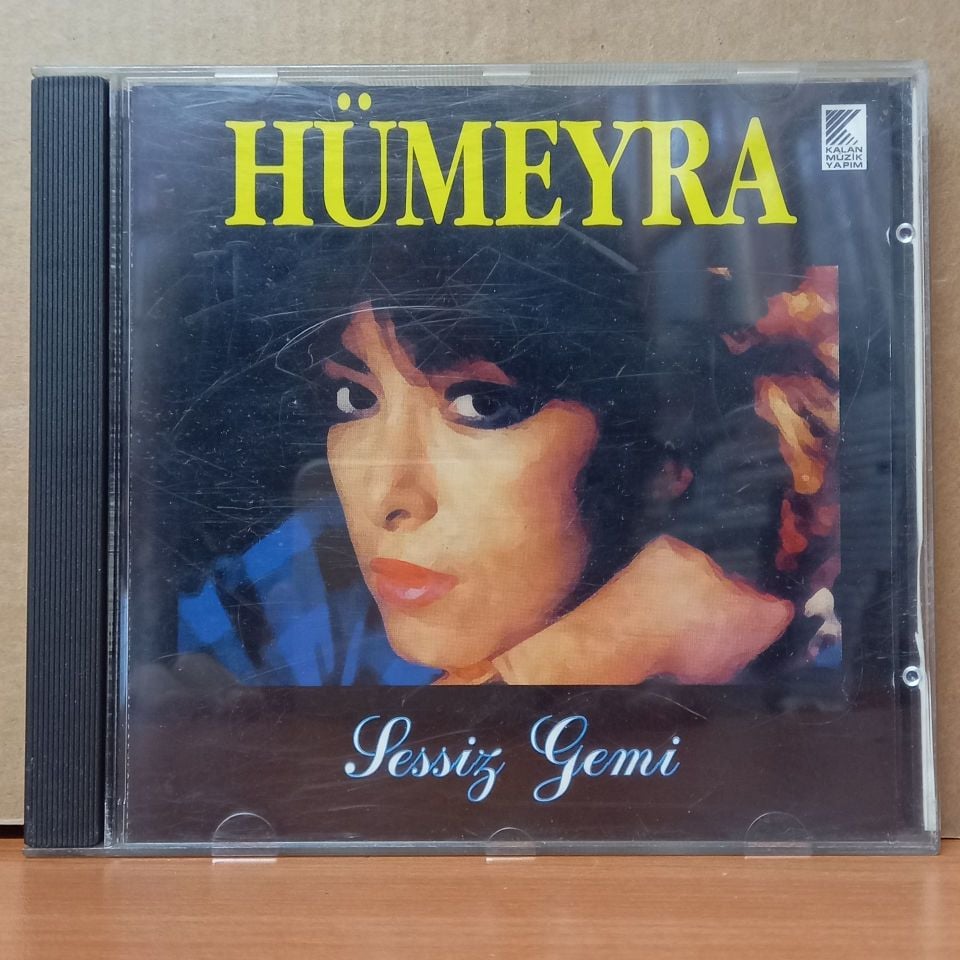 HÜMEYRA
KALAN
MÜZİK
YAPIM
Sessiz Gemi